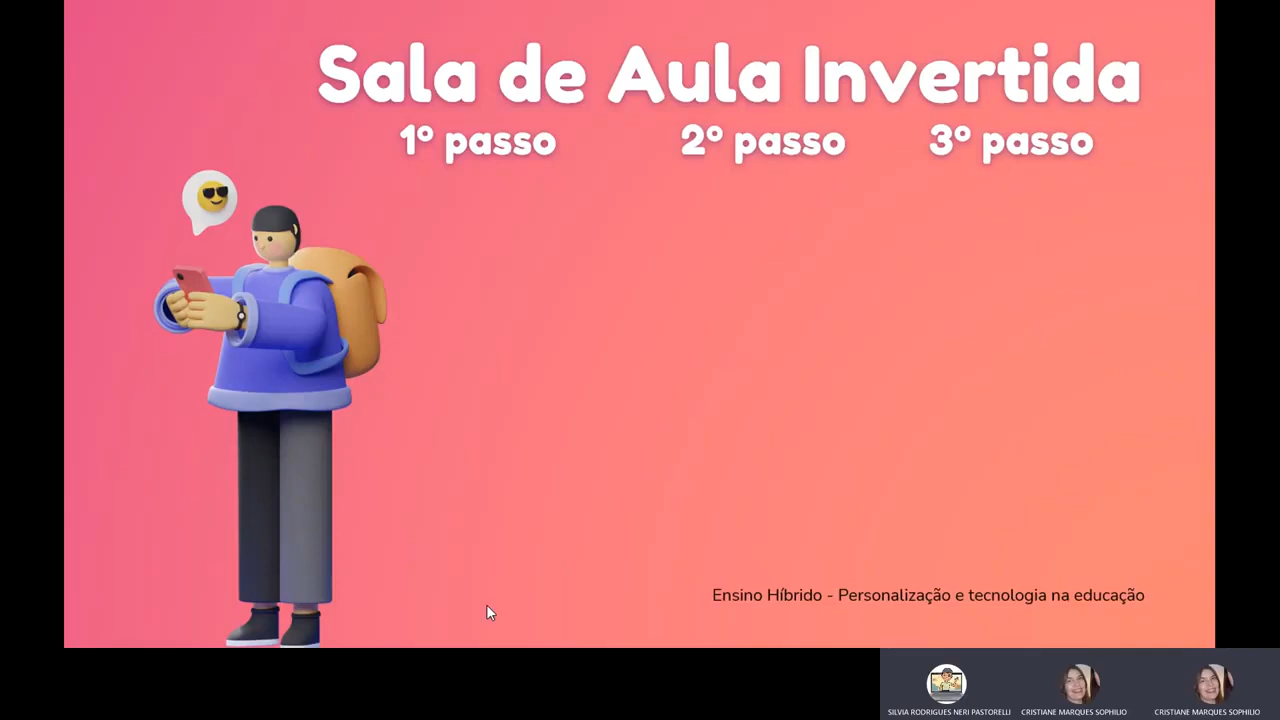 Sala de Aula Invertida
1º passo 2º passo 3º passo
Ensino Híbrido - Personalização e tecnologia na educação
SILVIA RODRIGUES NERI PASTORELLI CRISTIANE MARQUES SOPHILIO CRISTIANE MARQUES SOPHILIO